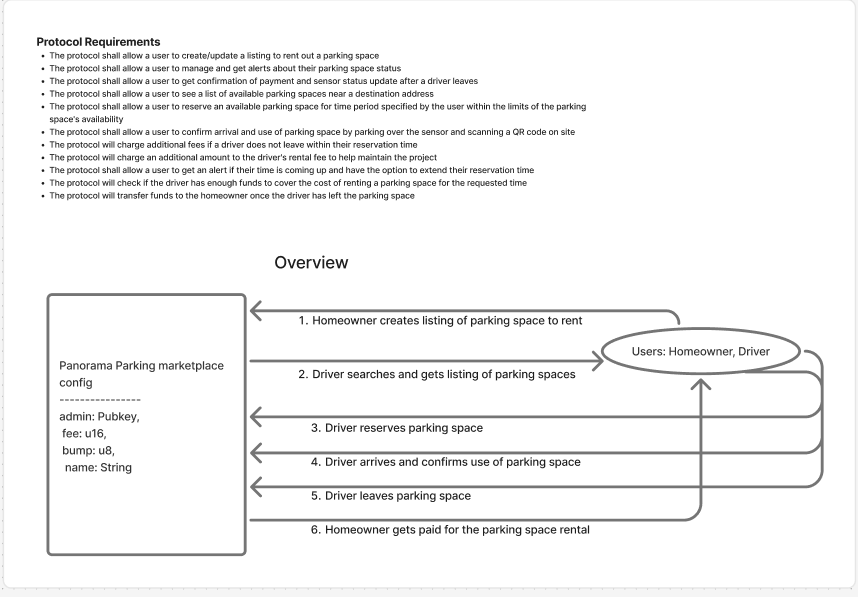 Protocol Requirements
• The protocol shall allow a user to create/update a listing to rent out a parking space
• The protocol shall allow a user to manage and get alerts about their parking space status
• The protocol shall allow a user to get confirmation of payment and sensor status update after a driver leaves
• The protocol shall allow a user to see a list of available parking spaces near a destination address
• The protocol shall allow a user to reserve an available parking space for time period specified by the user within the limits of the parking
space's availability
• The protocol shall allow a user to confirm arrival and use of parking space by parking over the sensor and scanning a QR code on site
• The protocol will charge additional fees if a driver does not leave within their reservation time
• The protocol will charge an additional amount to the driver's rental fee to help maintain the project
• The protocol shall allow a user to get an alert if their time is coming up and have the option to extend their reservation time
• The protocol will check if the driver has enough funds to cover the cost of renting a parking space for the requested time
• The protocol will transfer funds to the homeowner once the driver has left the parking space
Overview
Panorama Parking marketplace
config
----------------
admin: Pubkey,
fee: u16,
bump: u8,
name: String
1. Homeowner creates listing of parking space to rent
Users: Homeowner, Driver
2. Driver searches and gets listing of parking spaces
3. Driver reserves parking space
4. Driver arrives and confirms use of parking space
5. Driver leaves parking space
6. Homeowner gets paid for the parking space rental